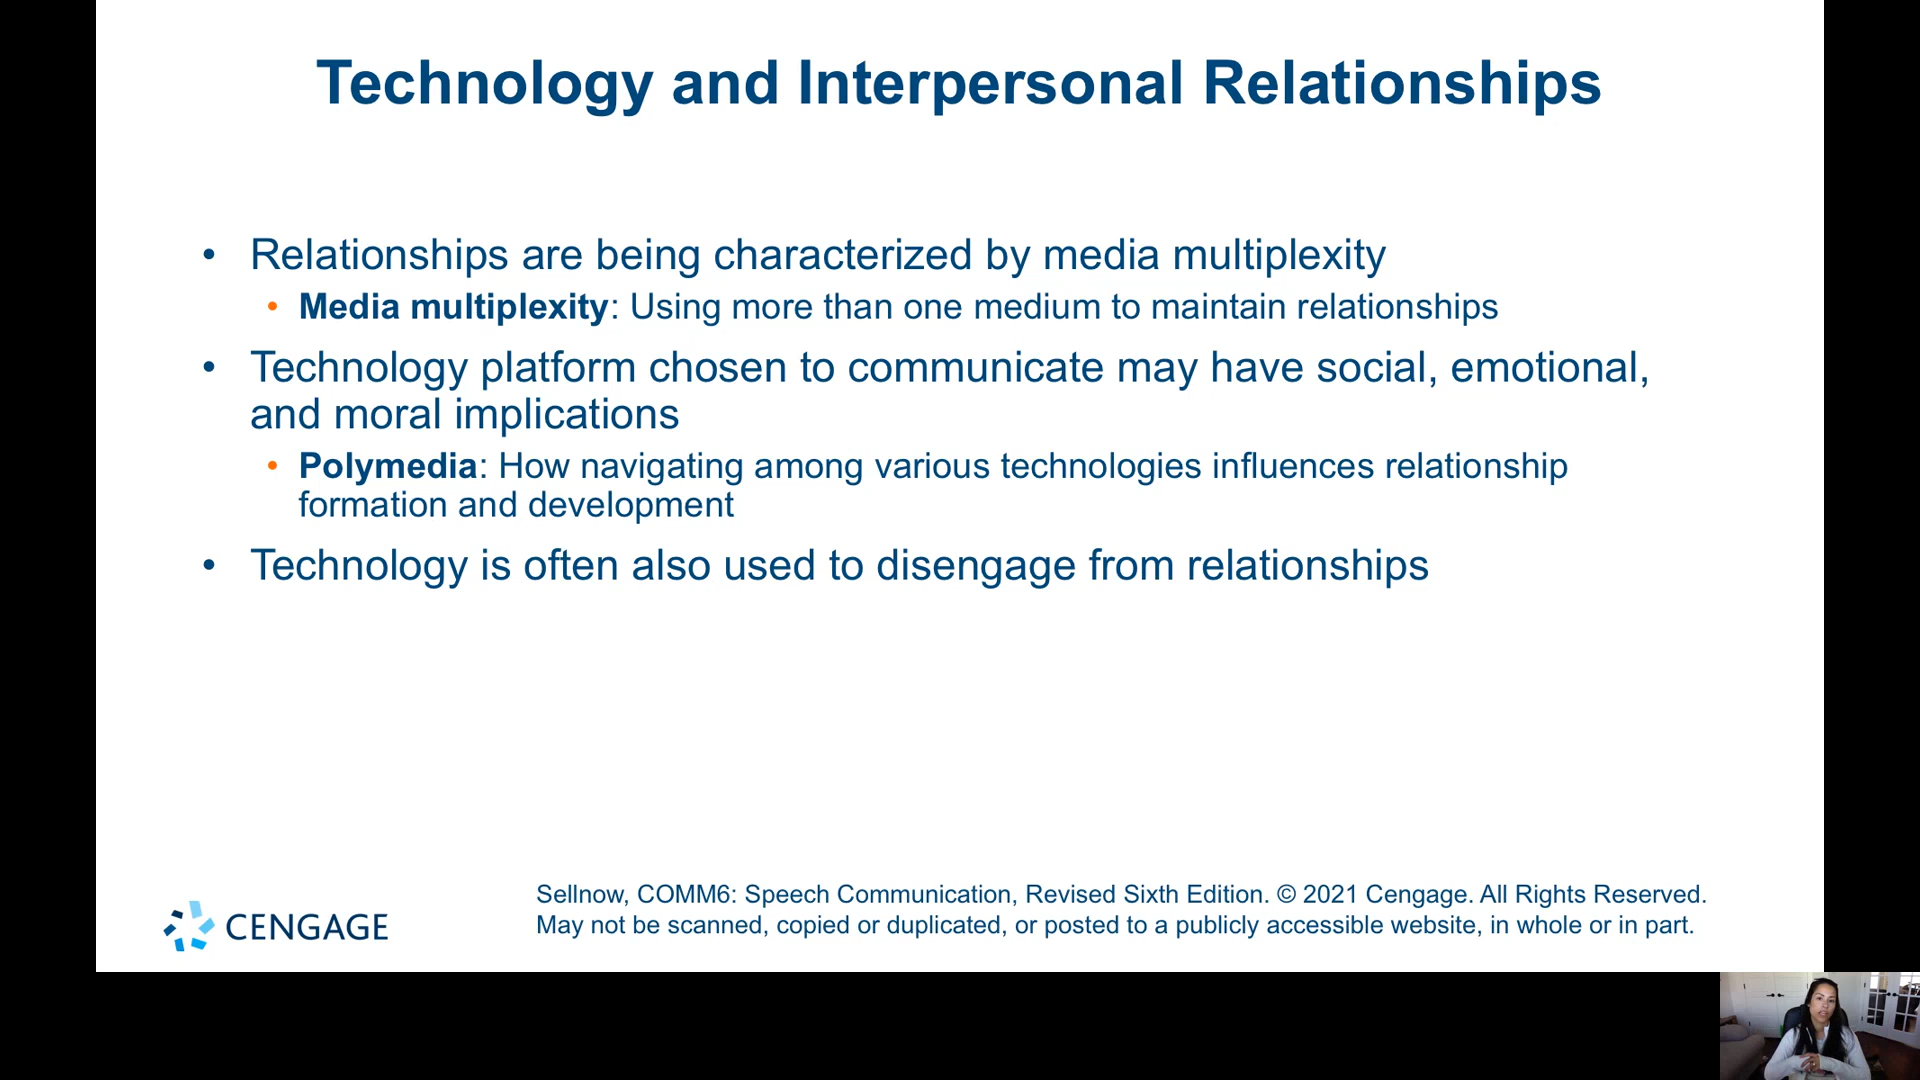 Technology and Interpersonal Relationships
• Relationships are being characterized by media multiplexity
• Media multiplexity: Using more than one medium to maintain relationships
• Technology platform chosen to communicate may have social, emotional,
and moral implications
• Polymedia: How navigating among various technologies influences relationship
formation and development
• Technology is often also used to disengage from relationships
CENGAGE
Sellnow, COMM6: Speech Communication, Revised Sixth Edition. © 2021 Cengage. All Rights Reserved.
May not be scanned, copied or duplicated, or posted to a publicly accessible website, in whole or in part.